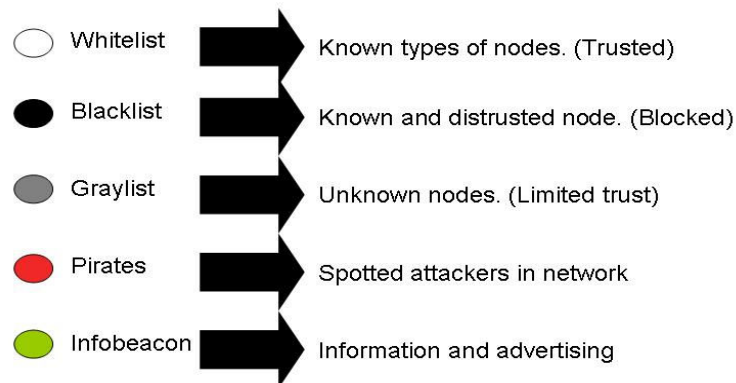 Whitelist
Known types of nodes. (Trusted)
Blacklist
Known and distrusted node. (Blocked)
Graylist
Unknown nodes. (Limited trust)
Pirates
Spotted attackers in network
Infobeacon
Information and advertising